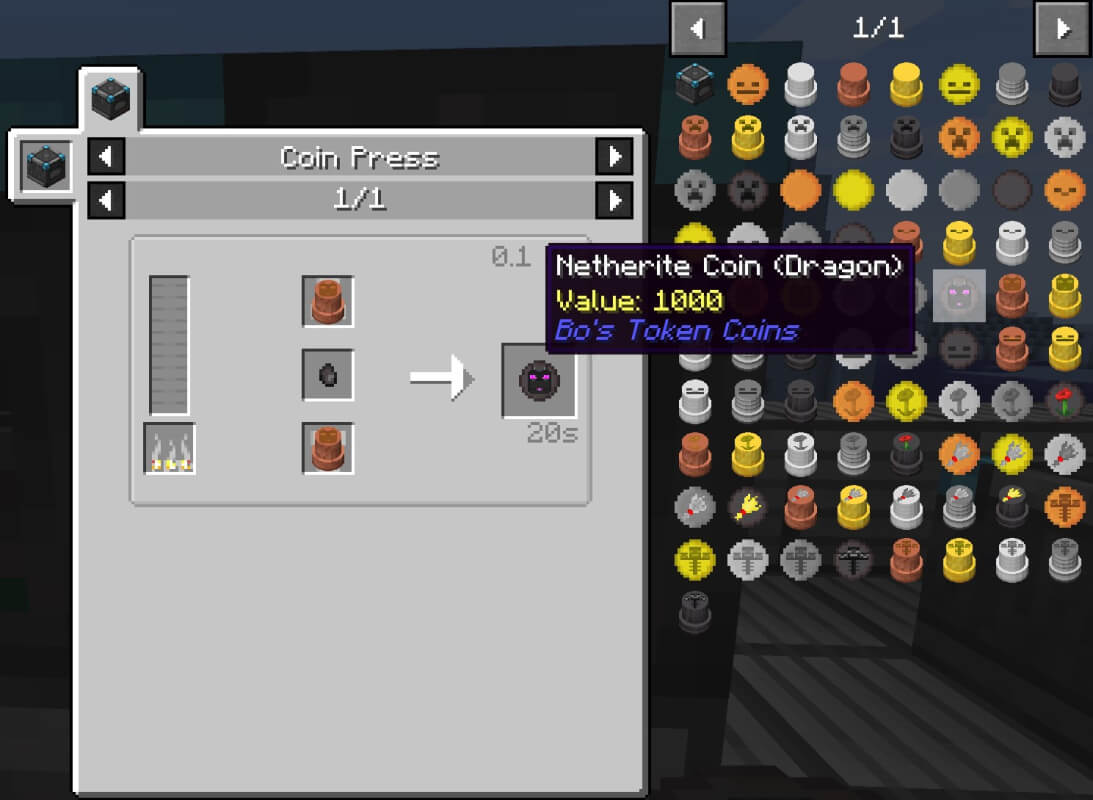 1/1
Coin Press
1/1
0.1
Netherite Coin (Dragon)
Value: 1000
Bo's Token Coins
20s